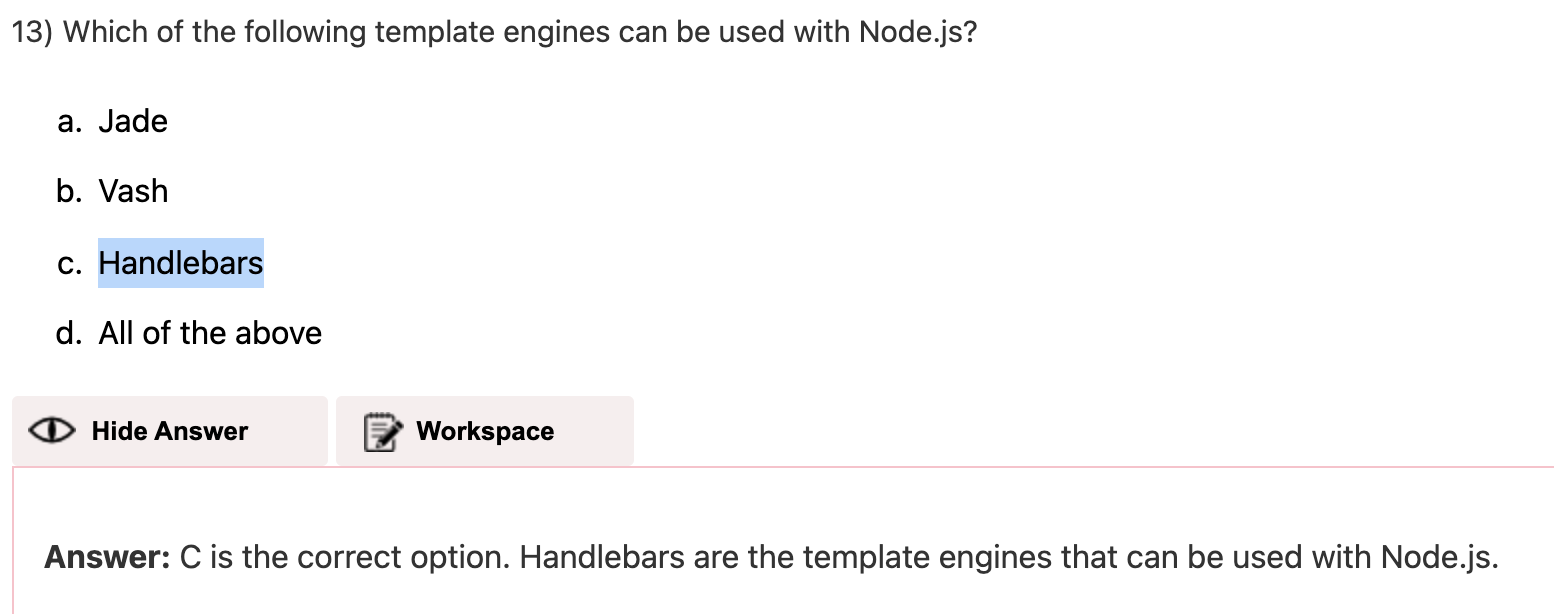 13) Which of the following template engines can be used with Node.js?
a. Jade
b. Vash
c. Handlebars
d. All of the above
Hide Answer Workspace
Answer: C is the correct option. Handlebars are the template engines that can be used with Node.js.